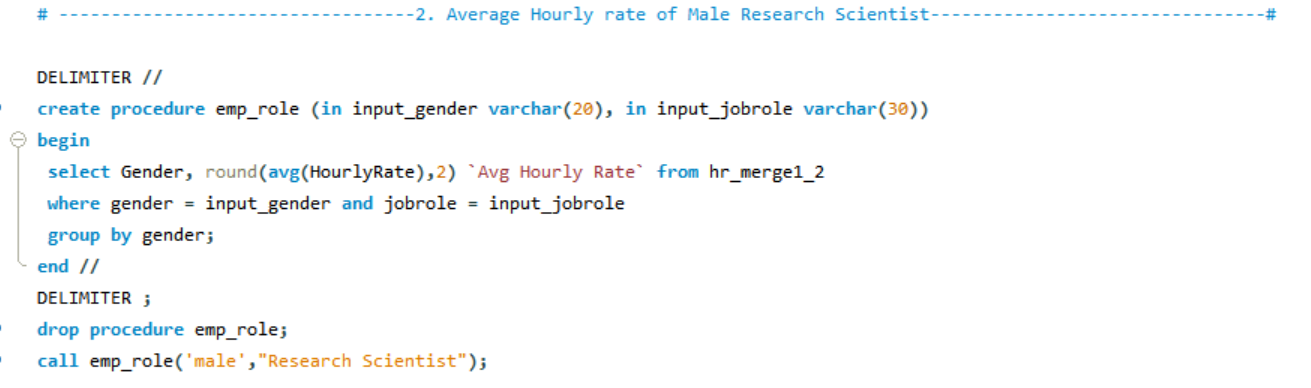 # ----------------------------------2. Average Hourly rate of Male Research Scientist--------------------------------#
DELIMITER //
create procedure emp_role (in input_gender varchar(20), in input_jobrole varchar(30))
begin
select Gender, round(avg(HourlyRate),2) `Avg Hourly Rate` from hr_merge1_2
where gender = input_gender and jobrole = input_jobrole
group by gender;
end //
DELIMITER ;
drop procedure emp_role;
call emp_role('male',"Research Scientist");